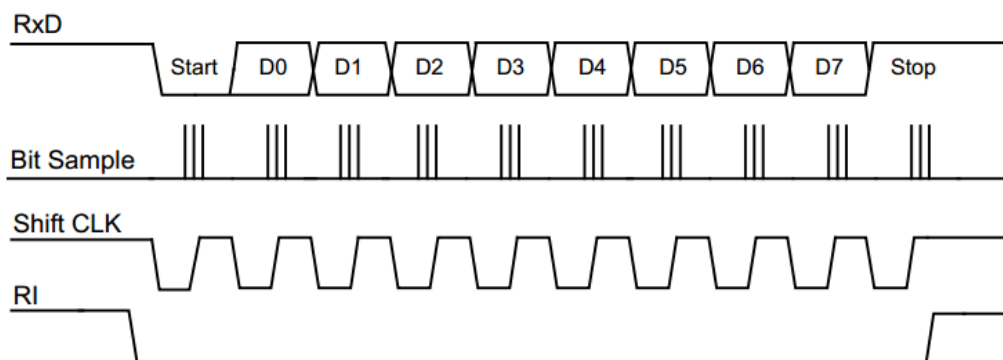 RxD
Start D0 D1 D2 D3 D4 D5 D6 D7 Stop
Bit Sample
Shift CLK
RI